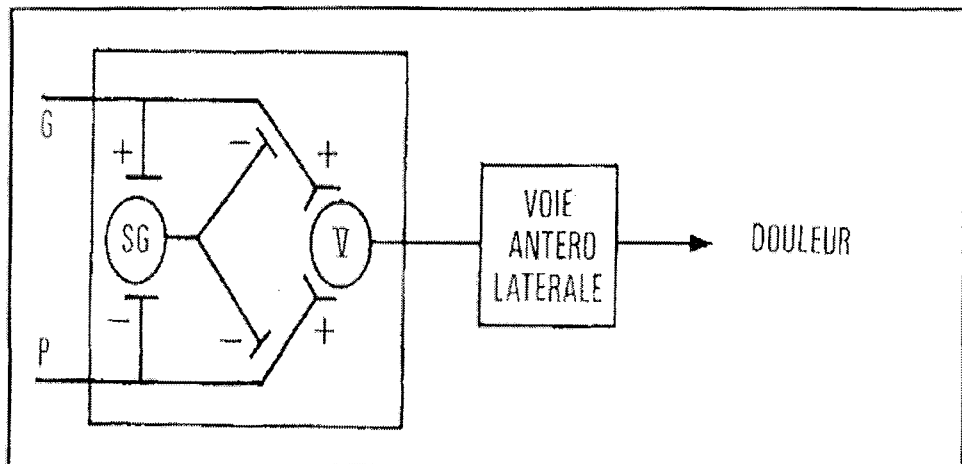 G
+
-
+
SG
V
VOIE
ANTERO
LATERALE
DOULEUR
-
-
+
P